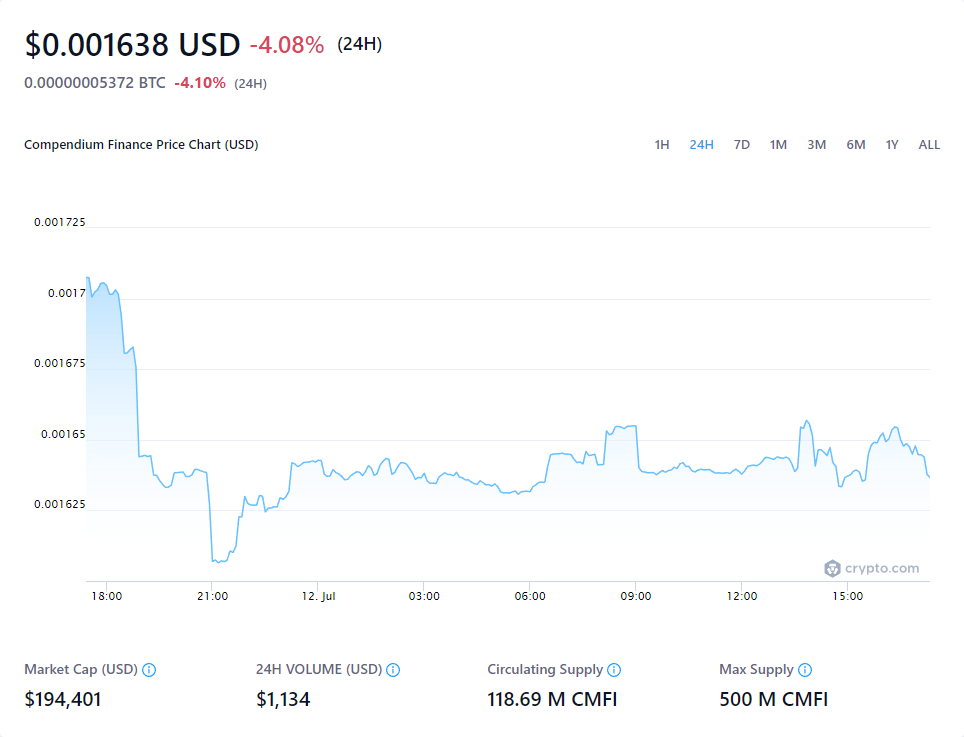 $0.001638 USD -4.08% (24H)
0.00000005372 BTC -4.10% (24H)
Compendium Finance Price Chart (USD) 1H 24H 7D 1M 3M 6M 1Y ALL
0.001725
0.0017
0.001675
0.00165
0.001625
crypto.com
18:00 21:00 12. Jul 03:00 06:00 09:00 12:00 15:00
Market Cap (USD) 24H VOLUME (USD) Circulating Supply Max Supply
$194,401 $1,134 118.69 M CMFI 500 M CMFI